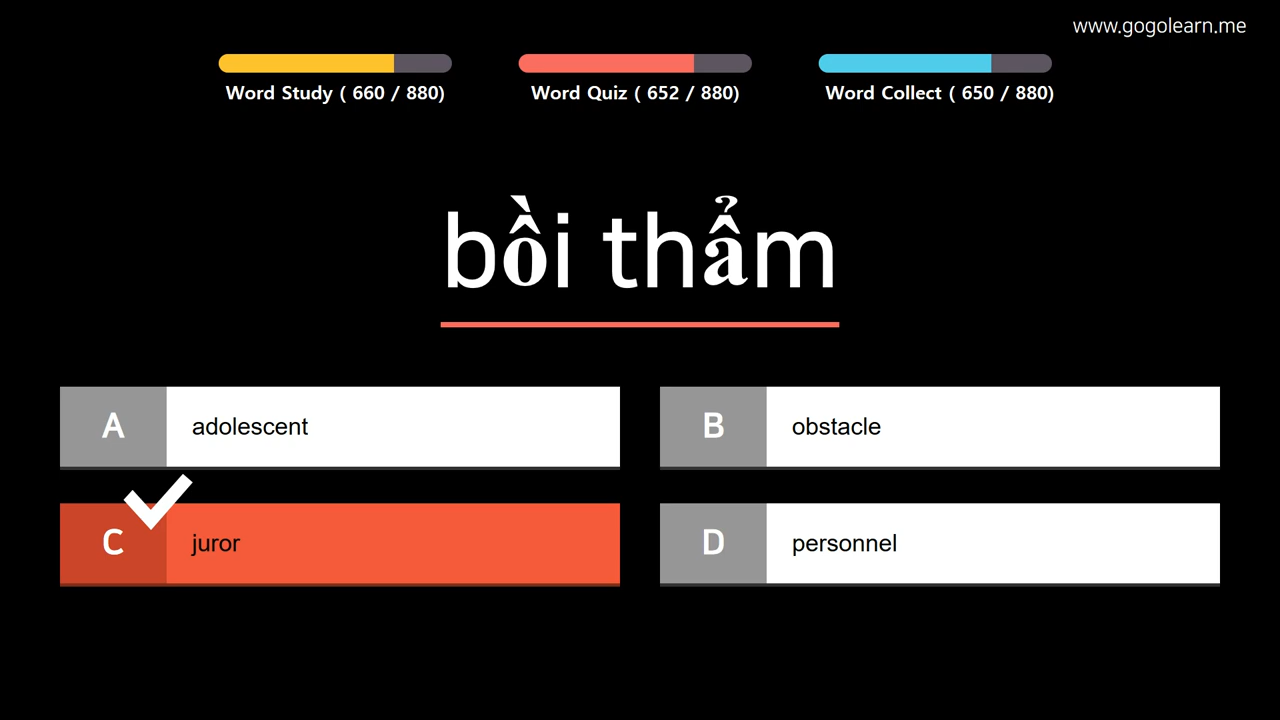 www.gogolearn.me
Word Study ( 660 / 880)
Word Quiz ( 652 / 880)
Word Collect ( 650 / 880)
bồi thẩm
A adolescent
B obstacle
C juror
D personnel